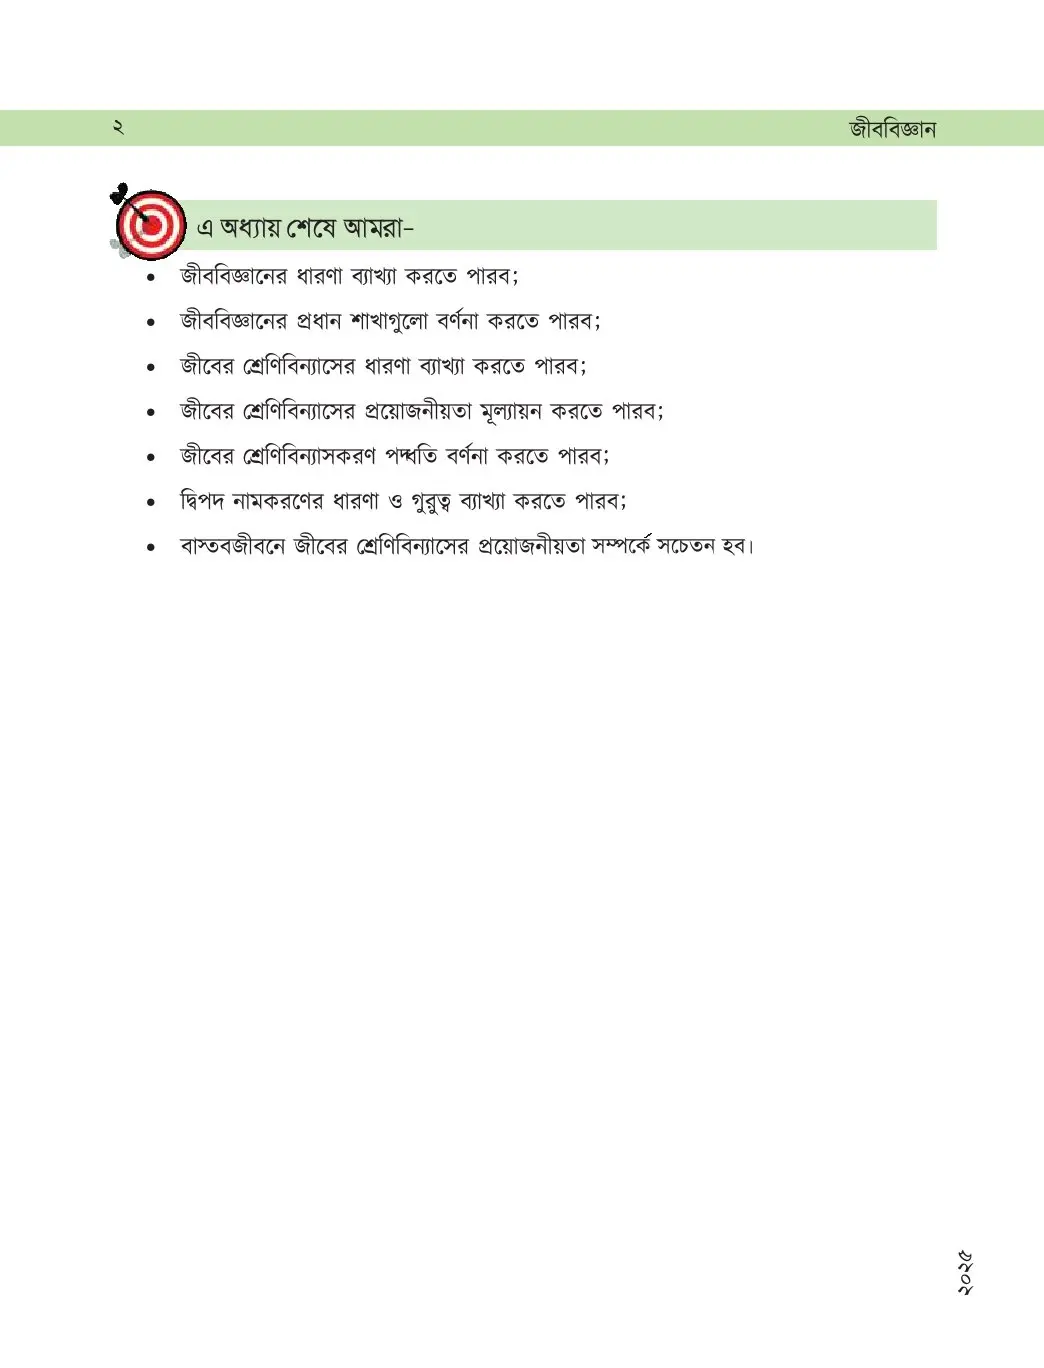 ২
জীববিজ্ঞান
এ অধ্যায় শেষে আমরা–
• জীববিজ্ঞানের ধারণা ব্যাখ্যা করতে পারব;
• জীববিজ্ঞানের প্রধান শাখাগুলো বর্ণনা করতে পারব;
• জীবের শ্রেণিবিন্যাসের ধারণা ব্যাখ্যা করতে পারব;
• জীবের শ্রেণিবিন্যাসের প্রয়োজনীয়তা মূল্যায়ন করতে পারব;
• জীবের শ্রেণিবিন্যাসকরণ পদ্ধতি বর্ণনা করতে পারব;
• দ্বিপদ নামকরণের ধারণা ও গুরুত্ব ব্যাখ্যা করতে পারব;
• বাস্তবজীবনে জীবের শ্রেণিবিন্যাসের প্রয়োজনীয়তা সম্পর্কে সচেতন হব।
২০২৫